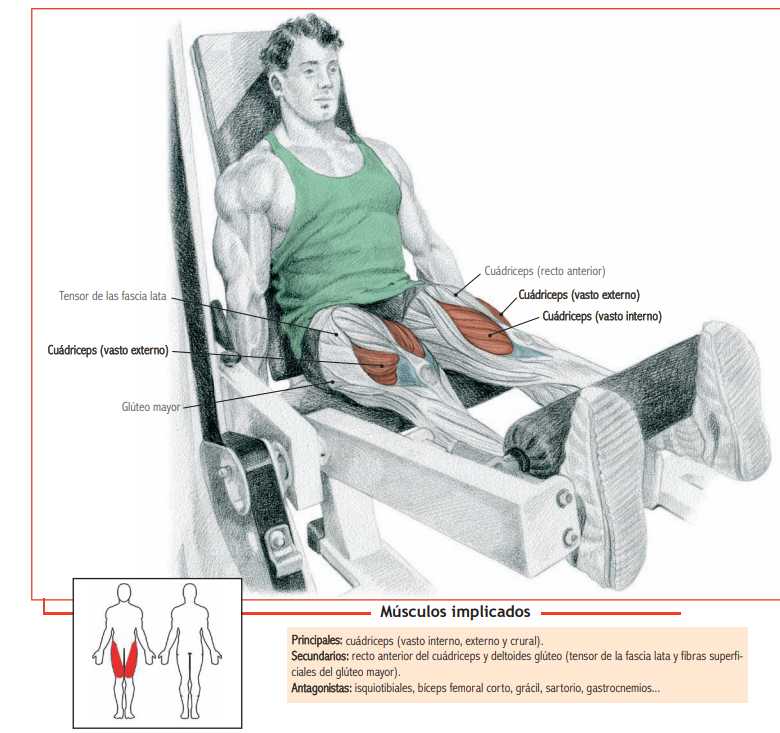 Cuádriceps (recto anterior)
Tensor de las fascia lata
Cuádriceps (vasto externo)
Cuádriceps (vasto interno)
Cuádriceps (vasto externo)
Glúteo mayor
Músculos implicados
Principales: cuádriceps (vasto interno, externo y crural).
Secundarios: recto anterior del cuádriceps y deltoides glúteo (tensor de la fascia lata y fibras superfi-
ciales del glúteo mayor).
Antagonistas: isquiotibiales, bíceps femoral corto, grácil, sartorio, gastrocnemios...